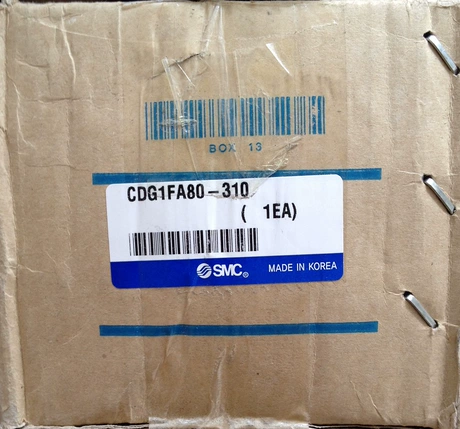 BOX 13
CDG1FA80-310
( 1EA)
SMC® MADE IN KOREA